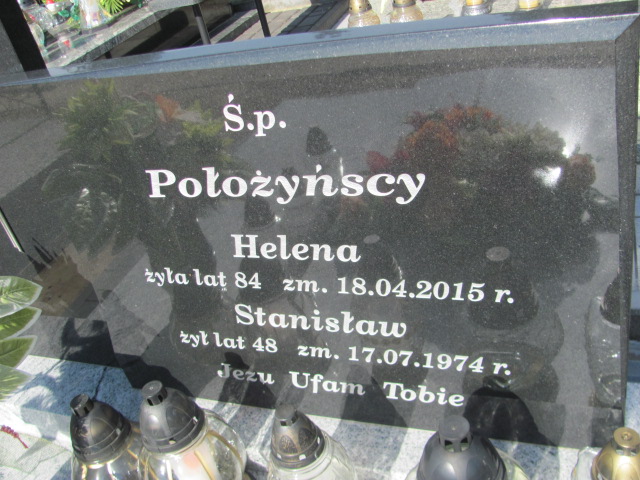 Ś.p.
Położyńscy
Helena
żyła lat 84 zm. 18.04.2015 r.
Stanisław
żył lat 48 zm. 17.07.1974 r.
Jezu Ufam Tobie